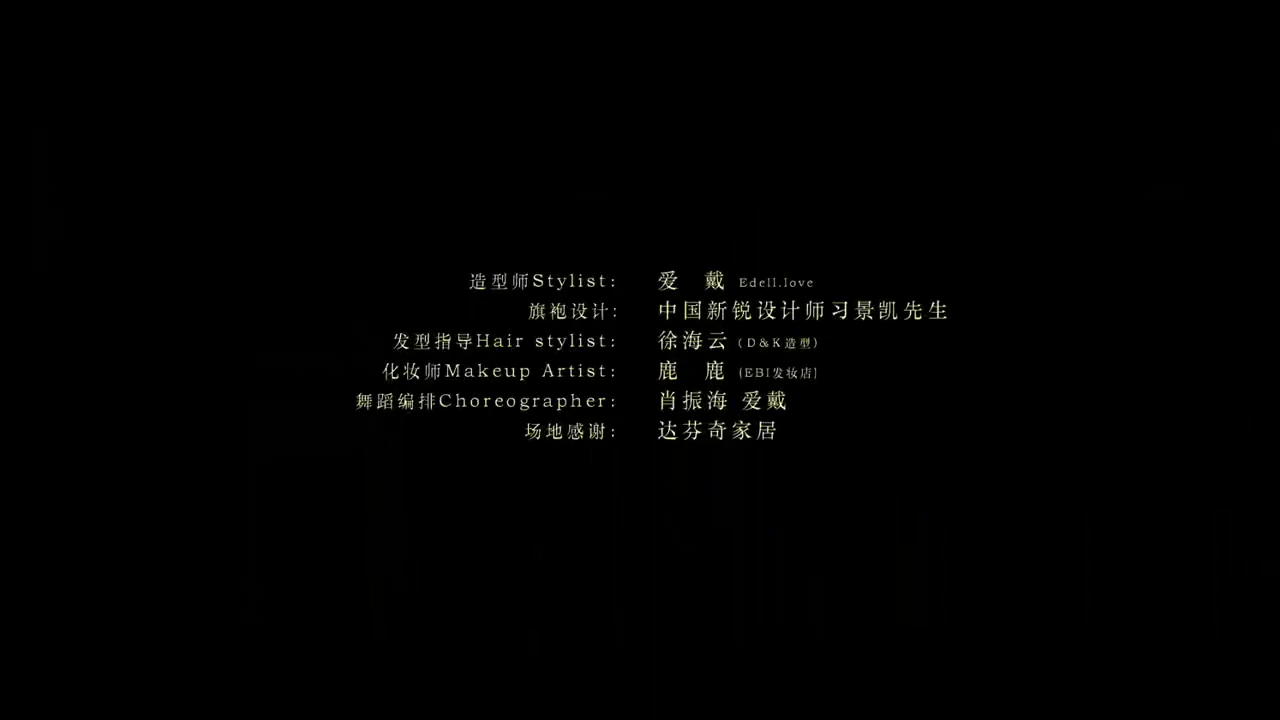 造型师Stylist: 爱 戴 Edell.love
旗袍设计: 中国新锐设计师习景凯先生
发型指导Hair stylist: 徐海云 (D&K造型)
化妆师Makeup Artist: 鹿 鹿 (EBI发妆店)
舞蹈编排Choreographer: 肖振海 爱戴
场地感谢: 达芬奇家居